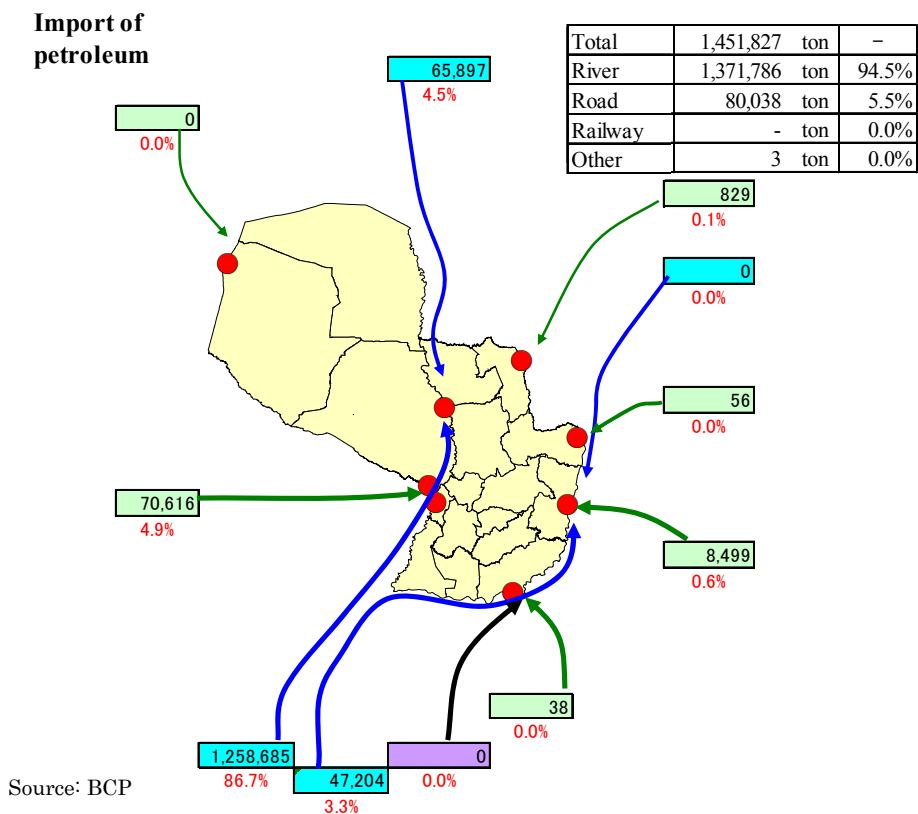 Import of
petroleum
Total 1,451,827 ton –
River 1,371,786 ton 94.5%
Road 80,038 ton 5.5%
Railway - ton 0.0%
Other 3 ton 0.0%
65,897
4.5%
0
0.0%
829
0.1%
0
0.0%
56
0.0%
70,616
4.9%
8,499
0.6%
38
0.0%
1,258,685
86.7%
47,204
3.3%
0
0.0%
Source: BCP